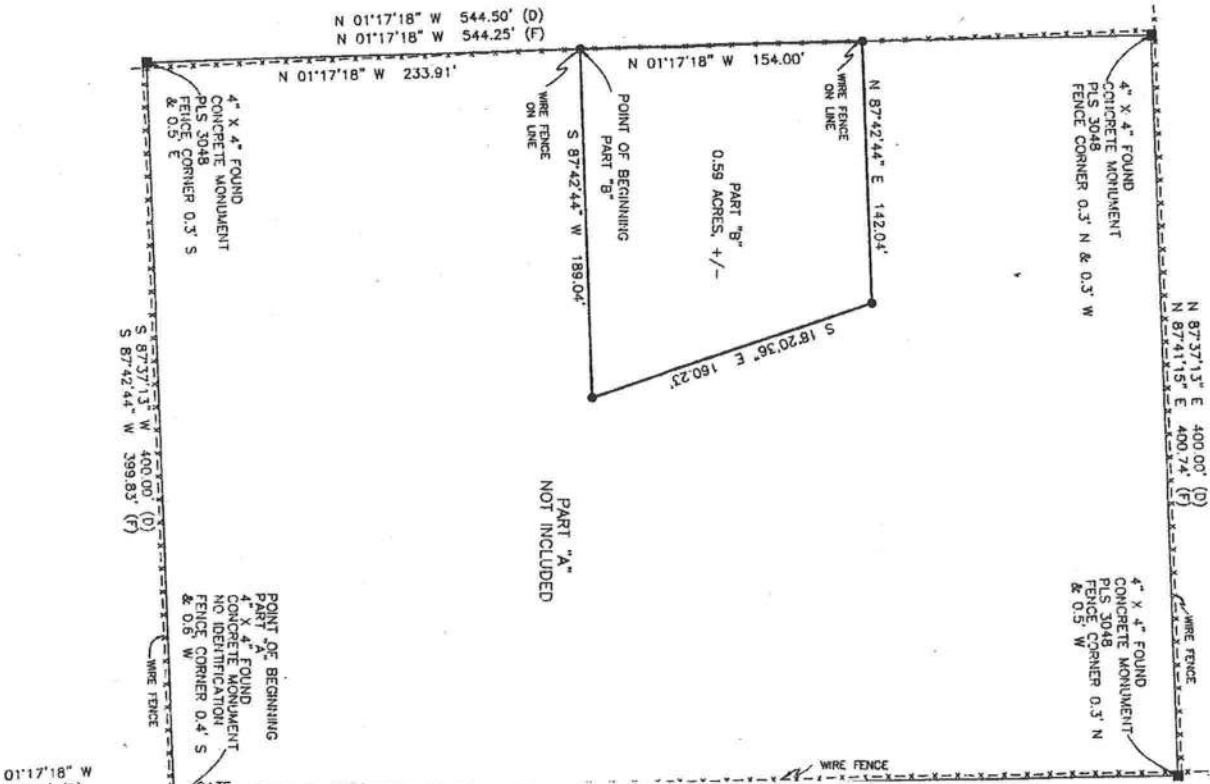 N 01°17'18" W 544.50' (D)
N 01°17'18" W 544.25' (F)
N 01°17'18" W 233.91'
N 01°17'18" W 154.00'
4" X 4" FOUND
CONCRETE MONUMENT
PLS 3048
FENCE CORNER 0.3' S
& 0.5' E
WIRE FENCE
ON LINE
POINT OF BEGINNING
PART "B"
S 87°42'44" W 189.04'
WIRE FENCE
ON LINE
N 87°42'44" E 142.04'
PART "B"
0.59 ACRES, +/-
S 18°20'36" E 160.23'
4" X 4" FOUND
CONCRETE MONUMENT
PLS 3048
FENCE CORNER 0.3' N & 0.3' W
N 87°37'13" E 400.00' (D)
N 87°41'15" E 400.74' (F)
S 87°37'13" W 400.00' (D)
S 87°42'44" W 399.83' (F)
PART "A"
NOT INCLUDED
POINT OF BEGINNING
PART "A"
4" X 4" FOUND
CONCRETE MONUMENT
NO IDENTIFICATION
FENCE CORNER 0.4' S
& 0.6' W
WIRE FENCE
4" X 4" FOUND
CONCRETE MONUMENT
PLS 3048
FENCE CORNER 0.3' N
& 0.5' W
WIRE FENCE
WIRE FENCE
01°17'18" W